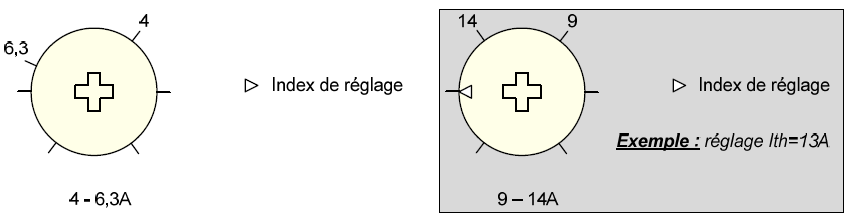 4
6,3
Index de réglage
4 - 6,3A
14
9
Index de réglage
Exemple : réglage Ith=13A
9 – 14A